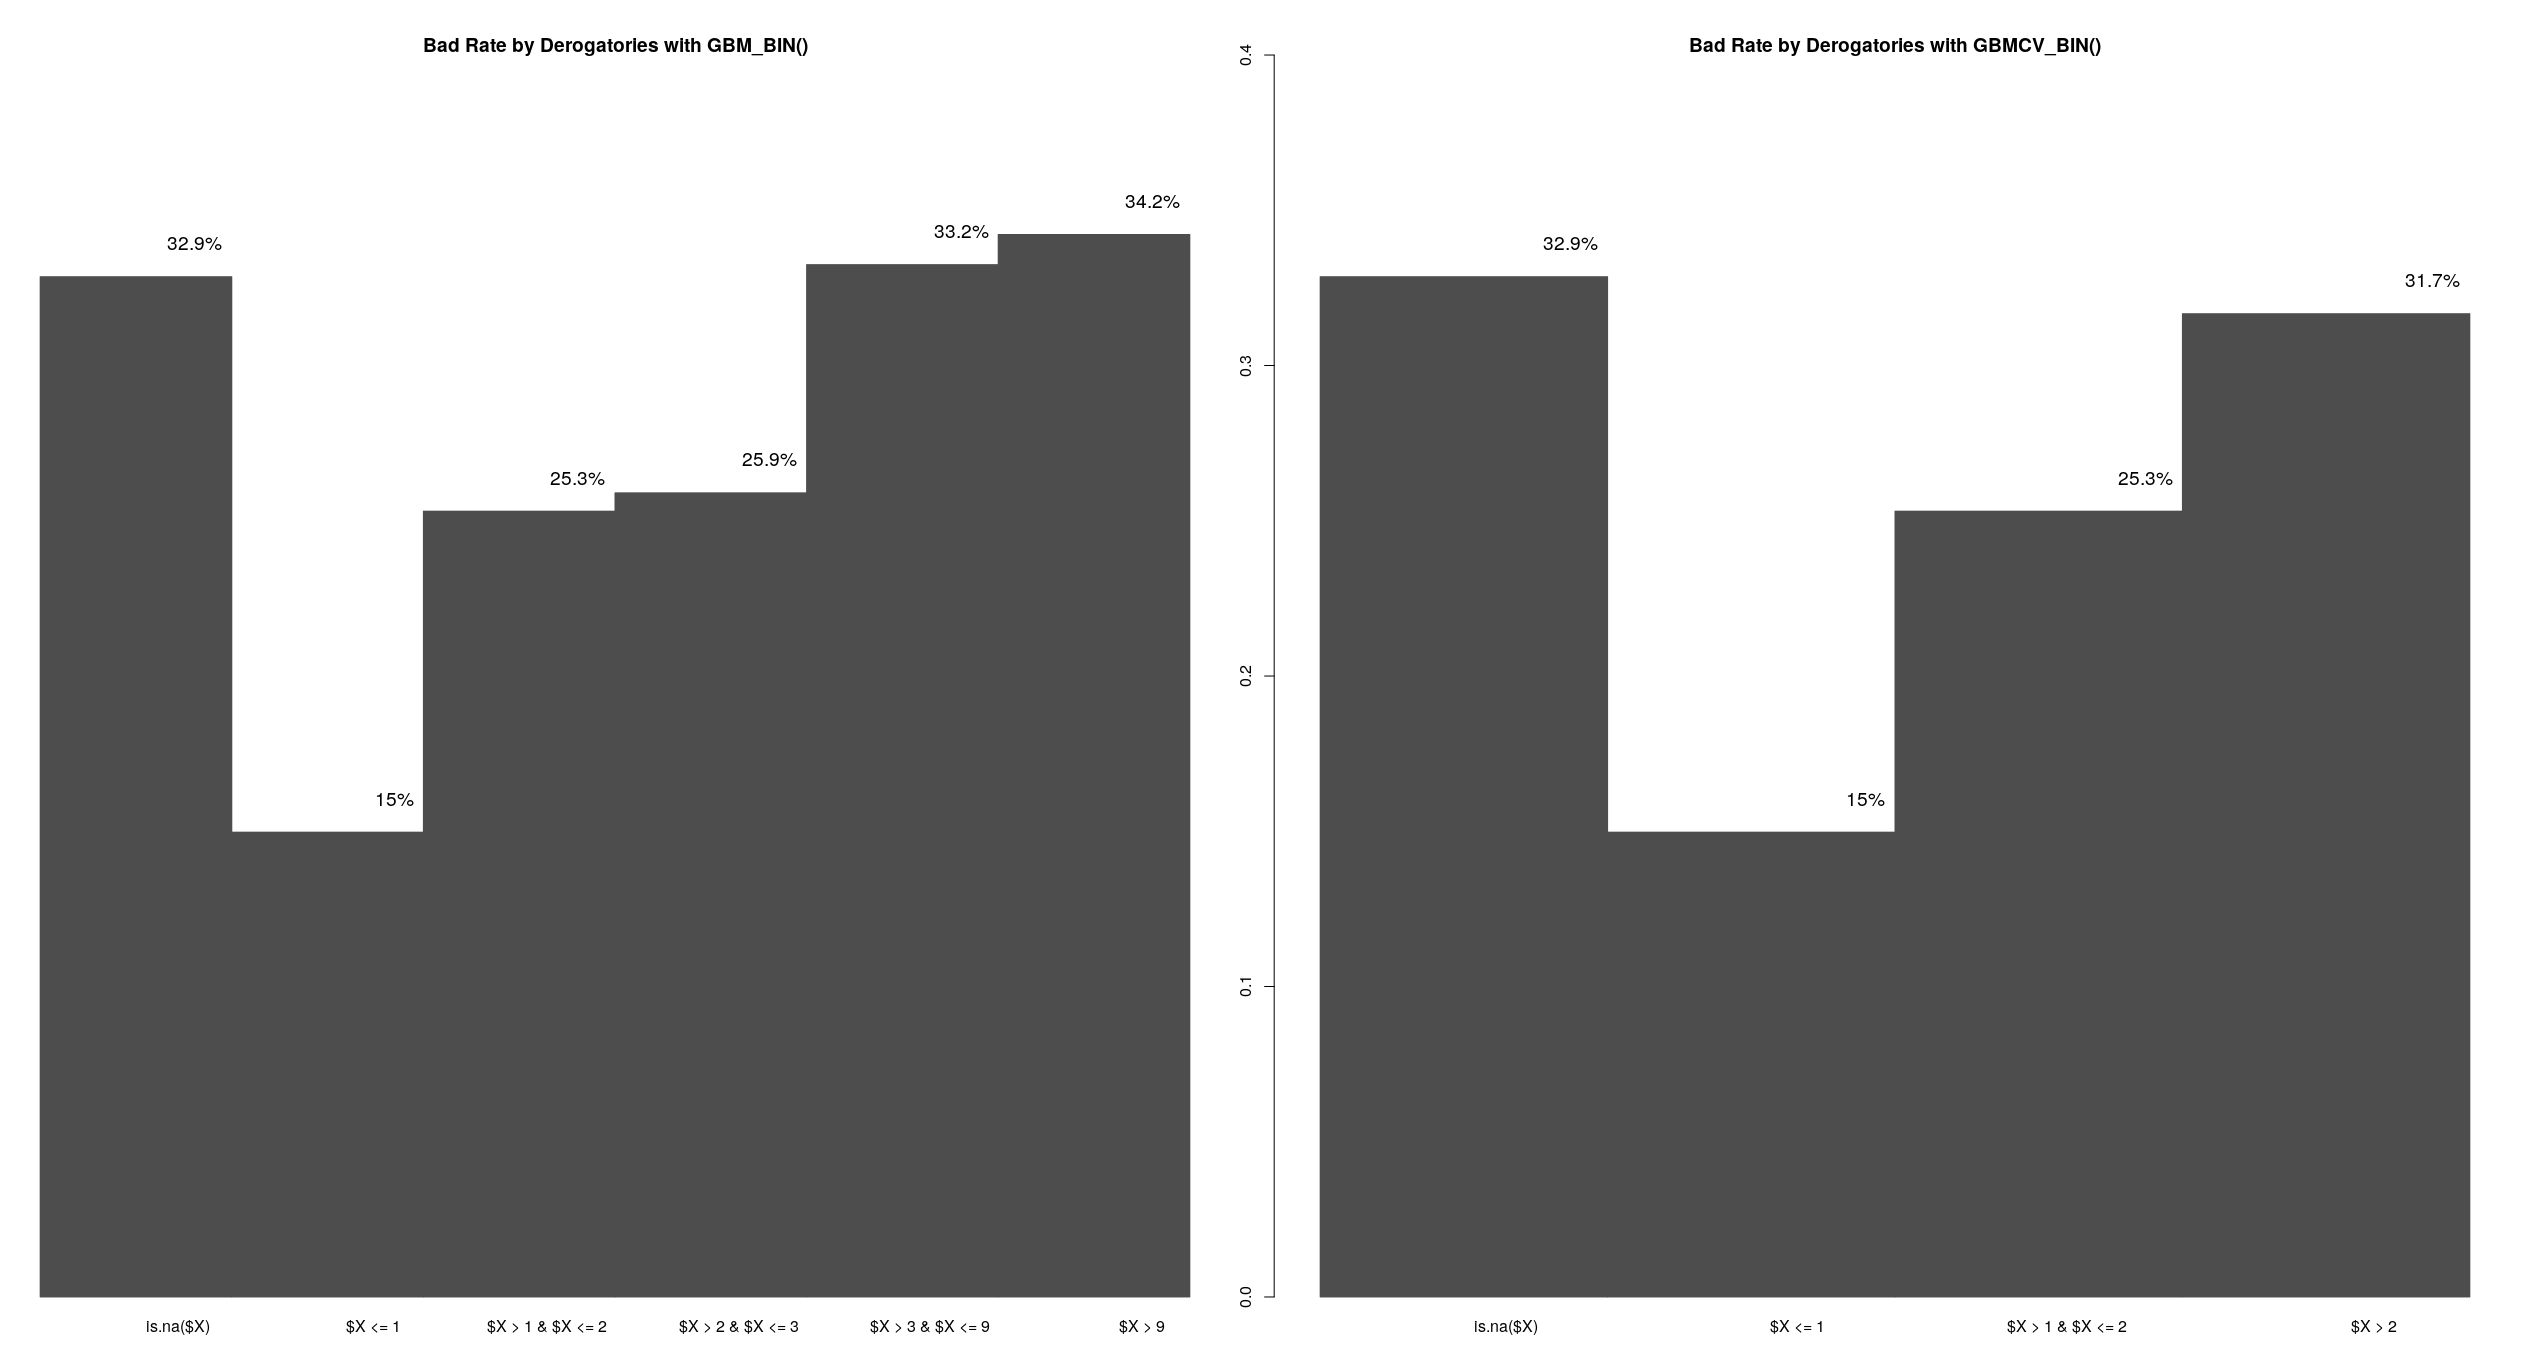 Bad Rate by Derogatories with GBM_BIN()
32.9%
15%
25.3%
25.9%
33.2%
34.2%
is.na($X)
$X <= 1
$X > 1 & $X <= 2
$X > 2 & $X <= 3
$X > 3 & $X <= 9
$X > 9
Bad Rate by Derogatories with GBMCV_BIN()
0.4
0.3
0.2
0.1
0.0
32.9%
15%
25.3%
31.7%
is.na($X)
$X <= 1
$X > 1 & $X <= 2
$X > 2